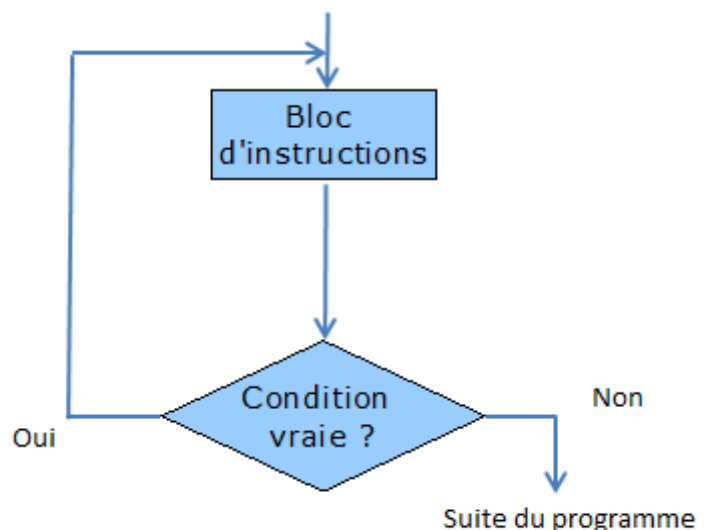 Bloc
d'instructions
Condition
vraie ?
Oui
Non
Suite du programme